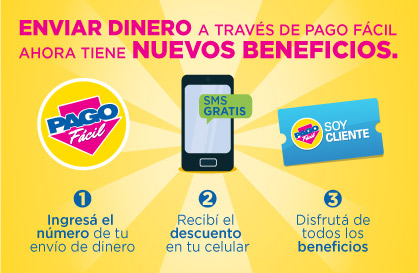 ENVIAR DINERO A TRAVÉS DE PAGO FÁCIL
AHORA TIENE NUEVOS BENEFICIOS.
PAGO
Fácil
SMS
GRATIS
PAGO
Fácil
SOY
CLIENTE
1
Ingresá el
número de tu
envío de dinero
2
Recibí el
descuento
en tu celular
3
Disfrutá de
todos los
beneficios